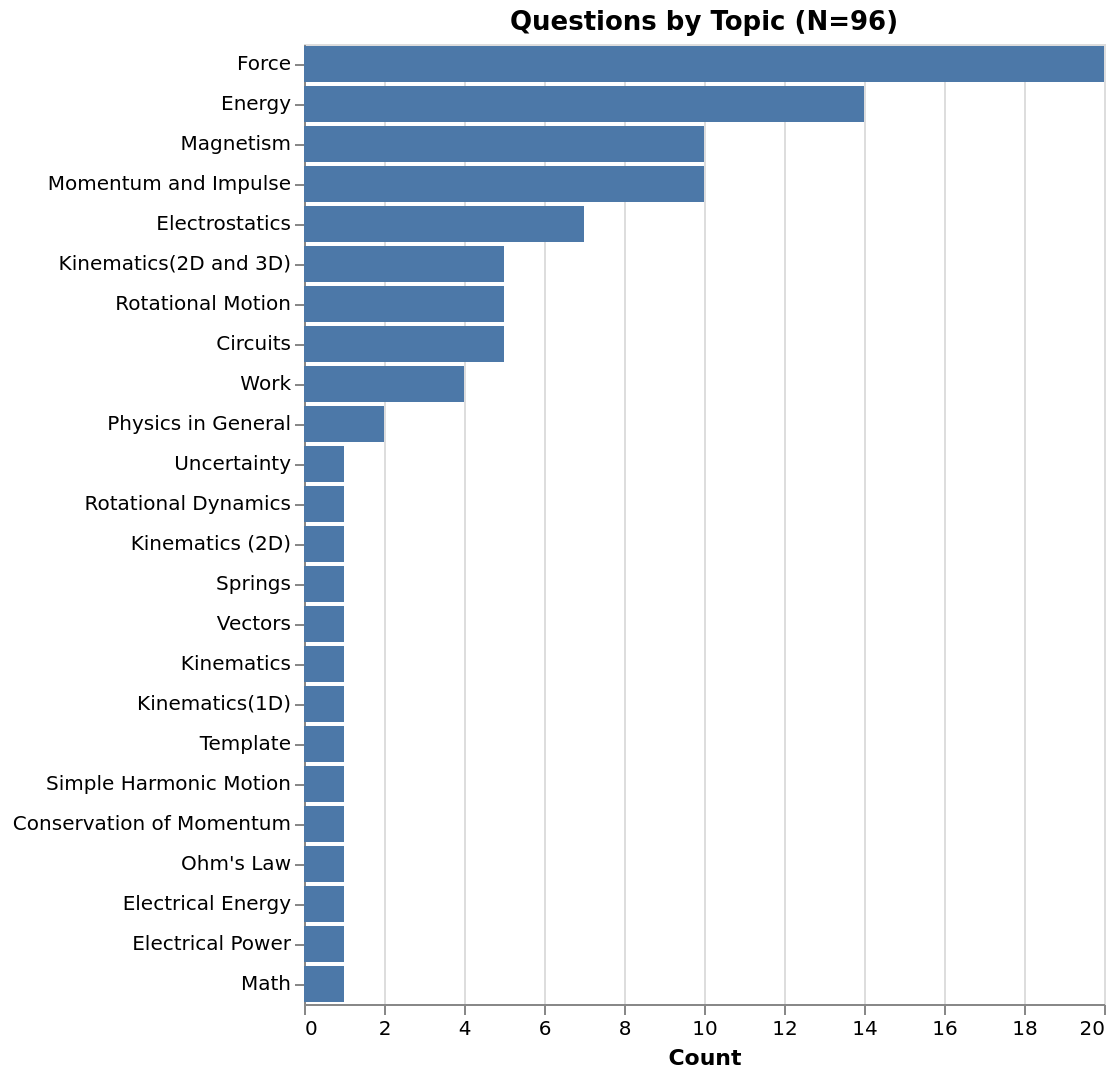 Questions by Topic (N=96)
Force
Energy
Magnetism
Momentum and Impulse
Electrostatics
Kinematics(2D and 3D)
Rotational Motion
Circuits
Work
Physics in General
Uncertainty
Rotational Dynamics
Kinematics (2D)
Springs
Vectors
Kinematics
Kinematics(1D)
Template
Simple Harmonic Motion
Conservation of Momentum
Ohm's Law
Electrical Energy
Electrical Power
Math
0 2 4 6 8 10 12 14 16 18 20
Count